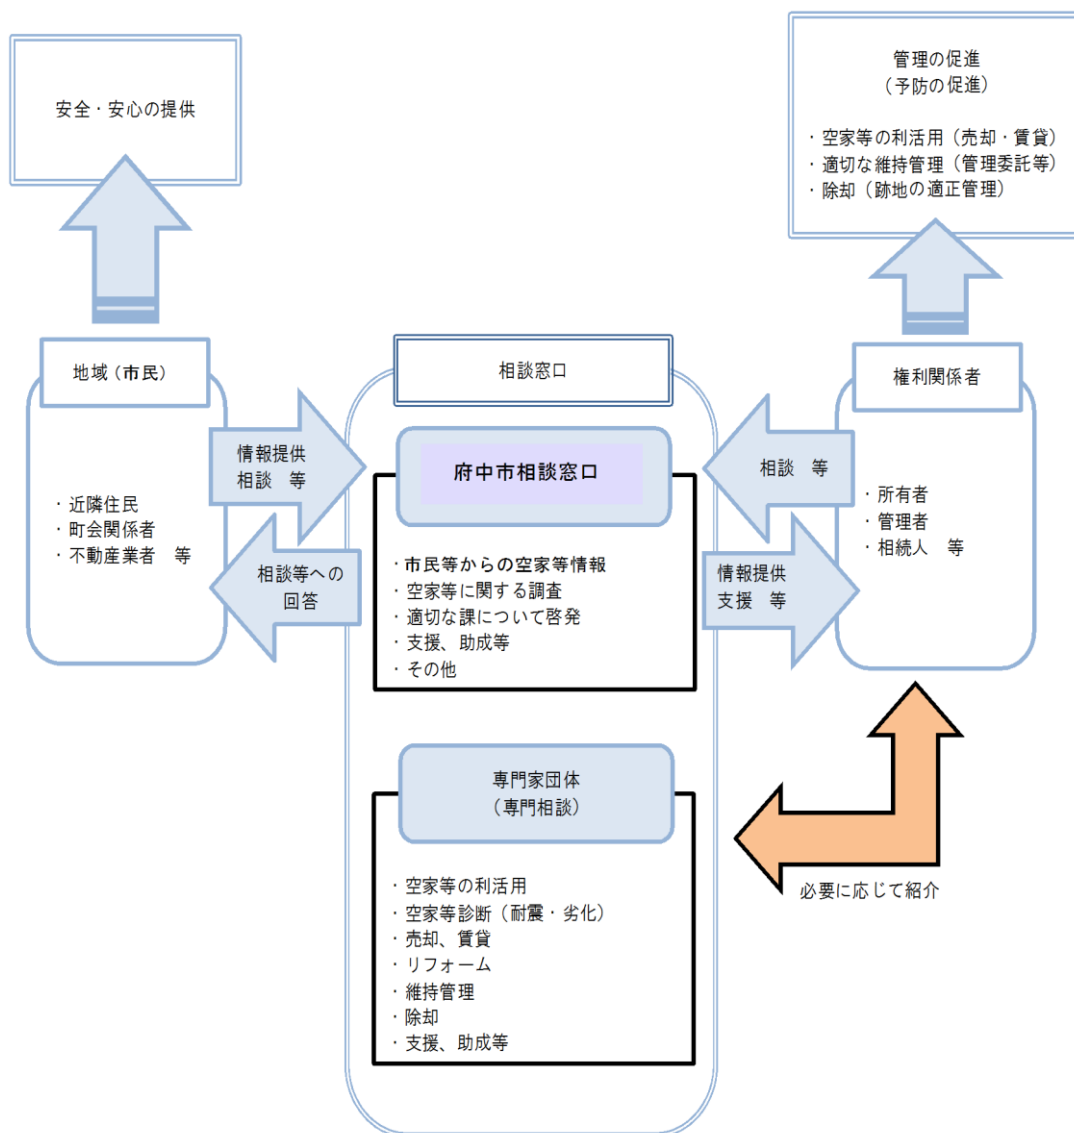 安全・安心の提供
管理の促進
（予防の促進）
・空家等の利活用（売却・賃貸）
・適切な維持管理（管理委託等）
・除却（跡地の適正管理）
地域（市民）
・近隣住民
・町会関係者
・不動産業者　等
情報提供
相談　等
相談等への
回答
相談窓口
府中市相談窓口
・市民等からの空家等情報
・空家等に関する調査
・適切な課について啓発
・支援、助成等
・その他
専門家団体
（専門相談）
・空家等の利活用
・空家等診断（耐震・劣化）
・売却、賃貸
・リフォーム
・維持管理
・除却
・支援、助成等
相談　等
情報提供
支援　等
権利関係者
・所有者
・管理者
・相続人　等
必要に応じて紹介